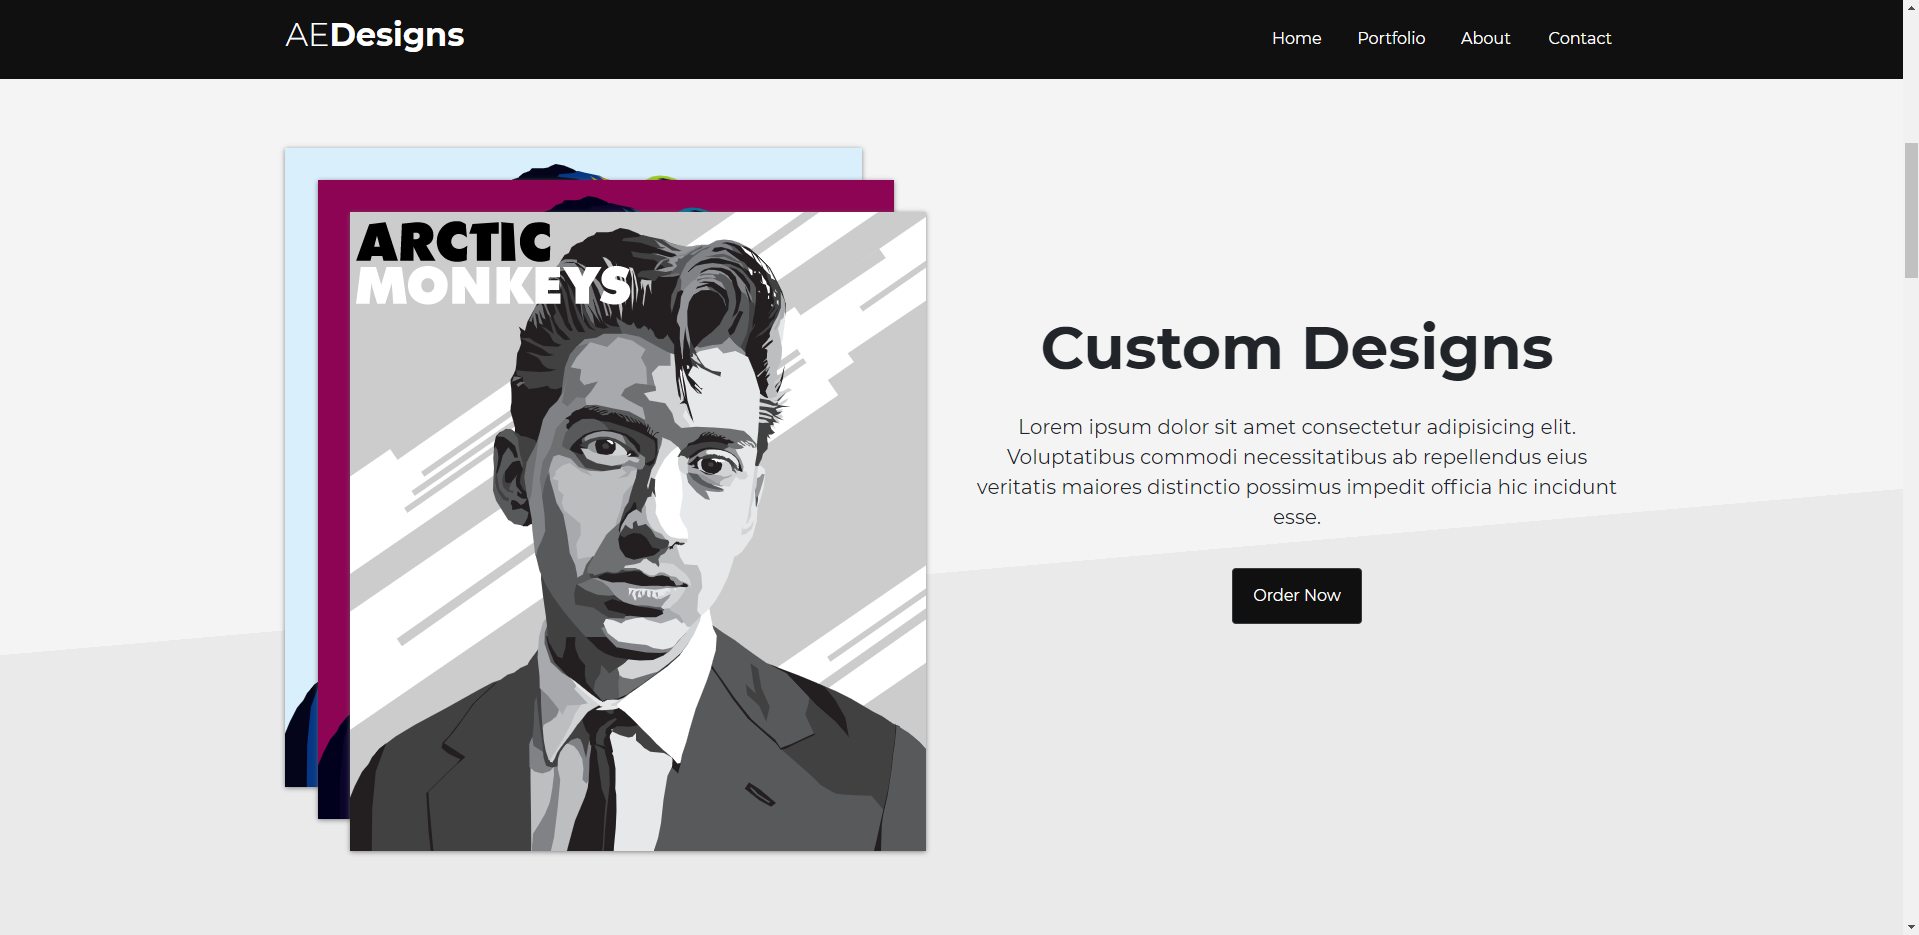 AEDesigns
Home Portfolio About Contact
ARCTIC
MONKEYS
Custom Designs
Lorem ipsum dolor sit amet consectetur adipisicing elit.
Voluptatibus commodi necessitatibus ab repellendus eius
veritatis maiores distinctio possimus impedit officia hic incidunt
esse.
Order Now